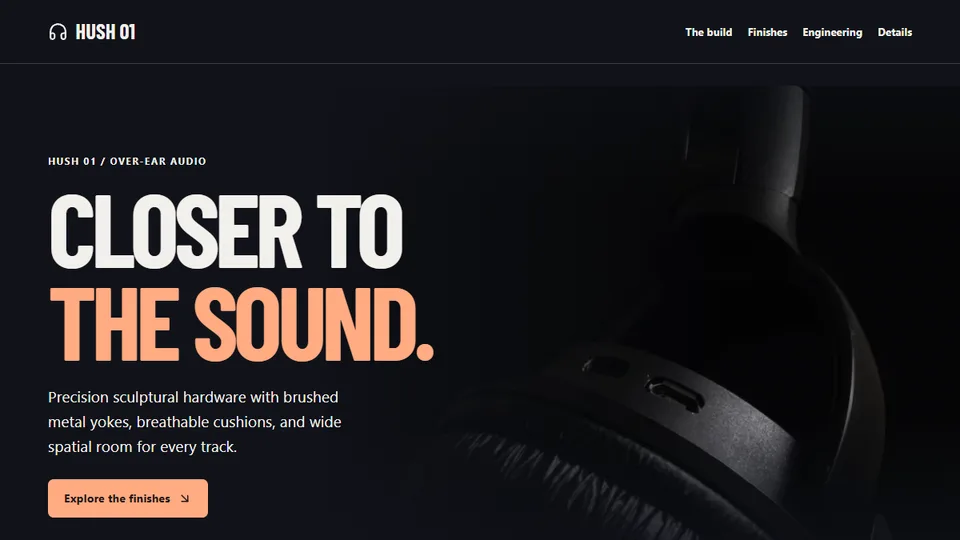 HUSH 01
The build Finishes Engineering Details
HUSH 01 / OVER-EAR AUDIO
CLOSER TO
THE SOUND.
Precision sculptural hardware with brushed
metal yokes, breathable cushions, and wide
spatial room for every track.
Explore the finishes